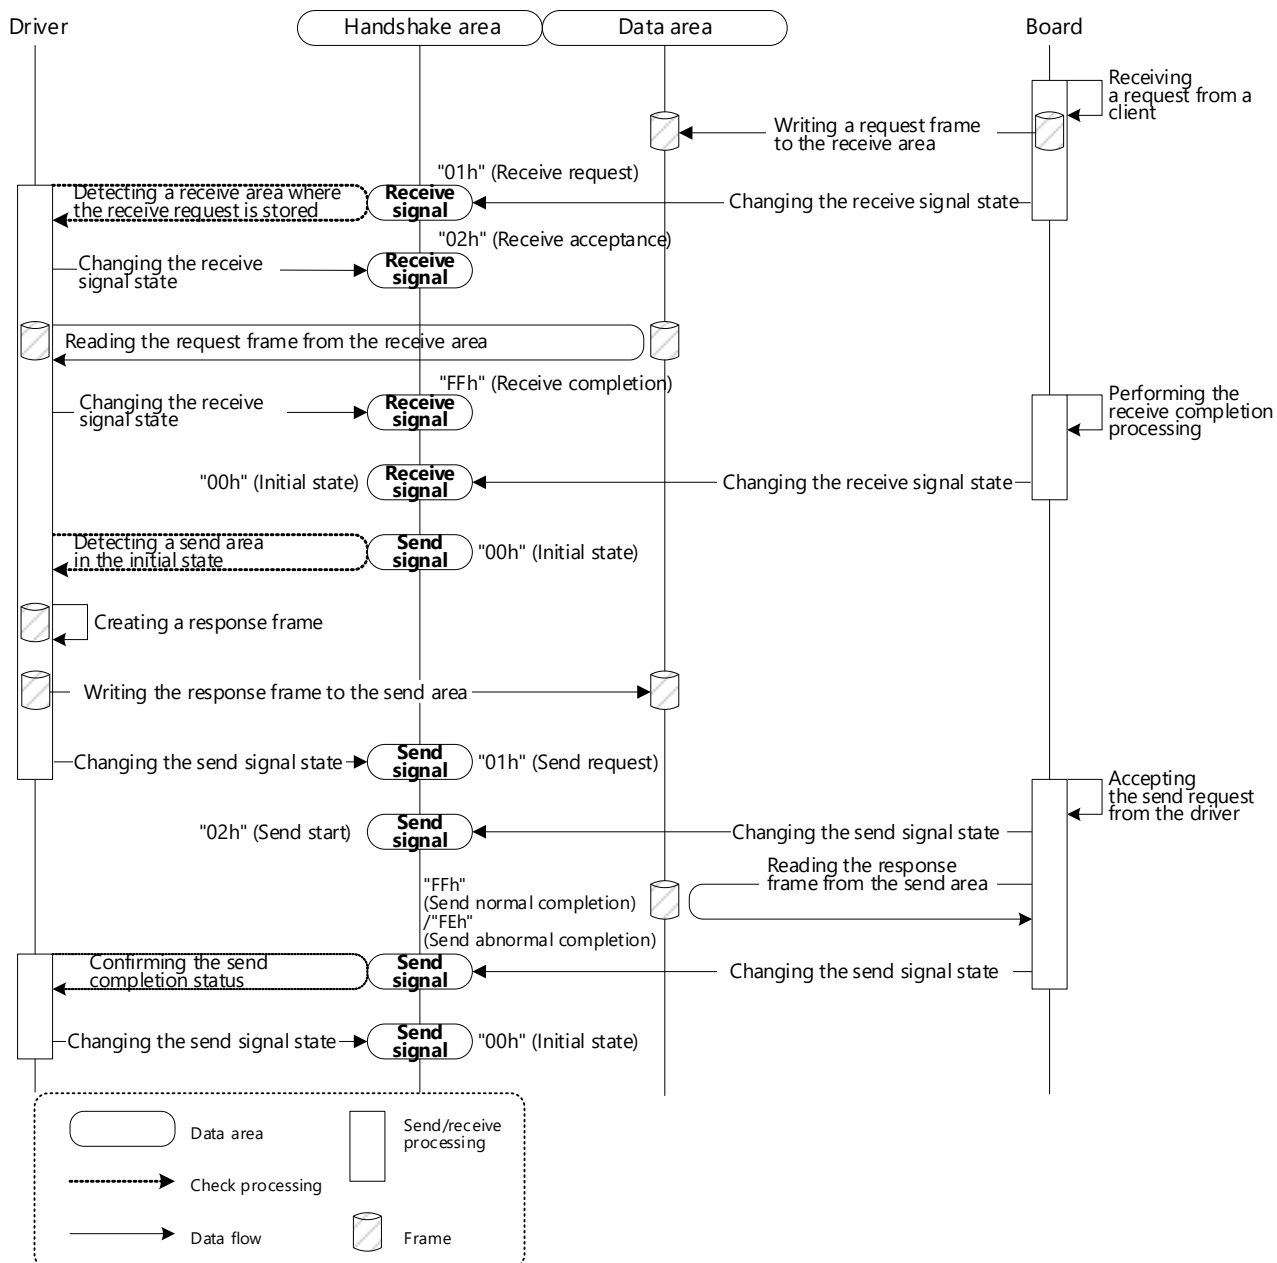 Driver
Handshake area
Data area
Board
Receiving
a request from a
client
Writing a request frame
to the receive area
"01h" (Receive request)
Detecting a receive area where
the receive request is stored
Receive
signal
Changing the receive signal state
"02h" (Receive acceptance)
Changing the receive
signal state
Receive
signal
Reading the request frame from the receive area
"FFh" (Receive completion)
Changing the receive
signal state
Receive
signal
Performing the
receive completion
processing
"00h" (Initial state)
Receive
signal
Changing the receive signal state
Detecting a send area
in the initial state
Send
signal
"00h" (Initial state)
Creating a response frame
Writing the response frame to the send area
Changing the send signal state
Send
signal
"01h" (Send request)
Accepting
the send request
from the driver
"02h" (Send start)
Send
signal
Changing the send signal state
Reading the response
frame from the send area
"FFh"
(Send normal completion)
/"FEh"
(Send abnormal completion)
Confirming the send
completion status
Send
signal
Changing the send signal state
Changing the send signal state
Send
signal
"00h" (Initial state)
Data area
Send/receive
processing
Check processing
Data flow
Frame